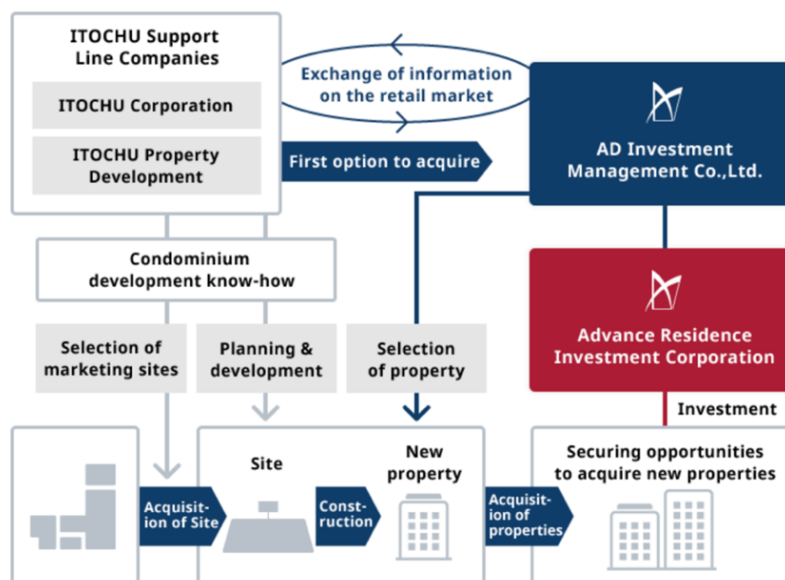 ITOCHU Support
Line Companies
ITOCHU Corporation
ITOCHU Property
Development
Exchange of information
on the retail market
First option to acquire
AD Investment
Management Co.,Ltd.
Condominium
development know-how
Advance Residence
Investment Corporation
Selection of
marketing sites
Planning &
development
Selection
of property
Investment
Site
New
property
Securing opportunities
to acquire new properties
Acquisit-
ion of Site
Const-
ruction
Acquisit-
ion of
properties